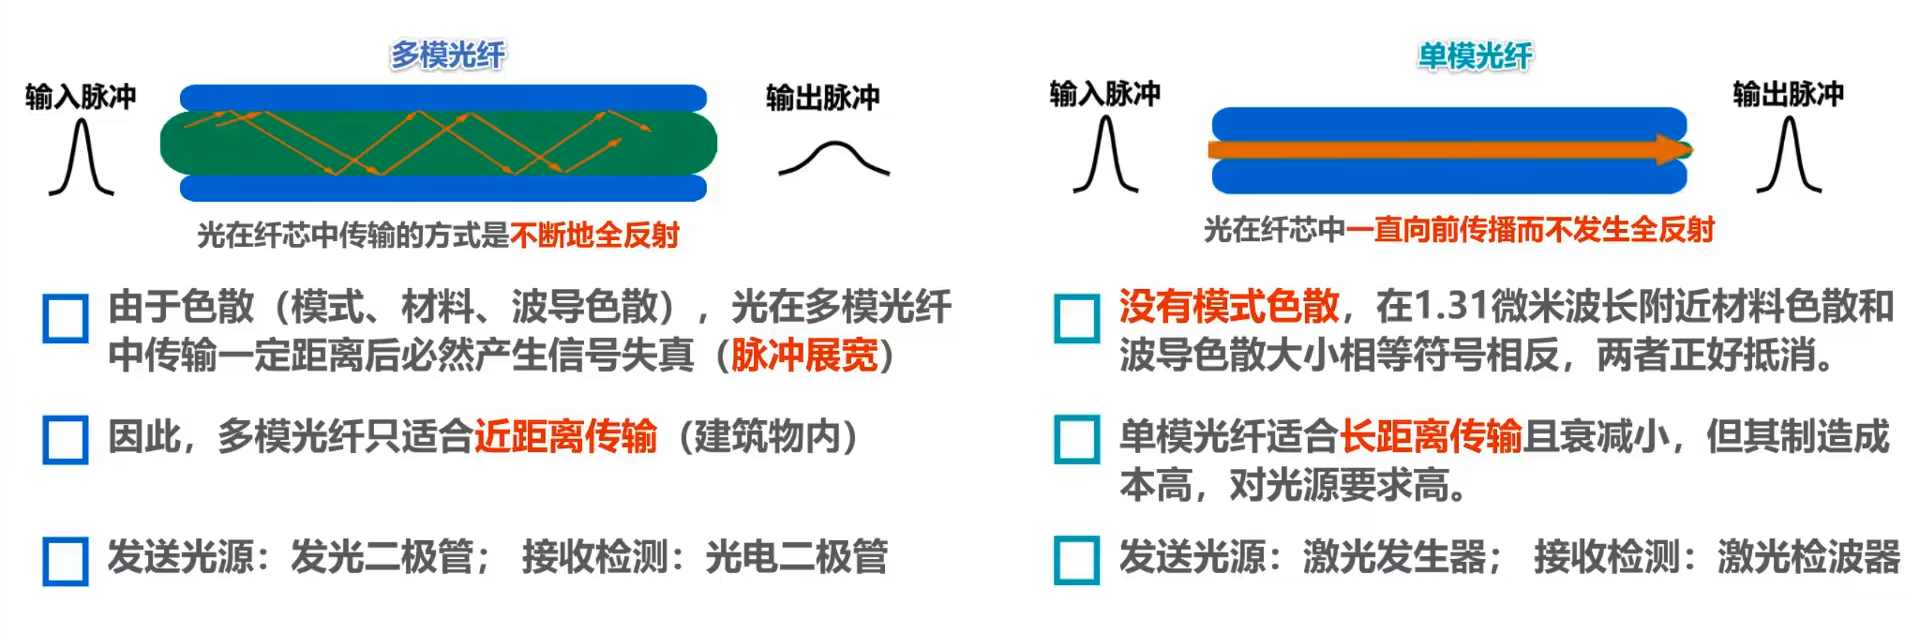 多模光纤
输入脉冲
输出脉冲
光在纤芯中传输的方式是不断地全反射
由于色散（模式、材料、波导色散），光在多模光纤
中传输一定距离后必然产生信号失真（脉冲展宽）
因此，多模光纤只适合近距离传输（建筑物内）
发送光源：发光二极管； 接收检测：光电二极管
单模光纤
输入脉冲
输出脉冲
光在纤芯中一直向前传播而不发生全反射
没有模式色散，在1.31微米波长附近材料色散和
波导色散大小相等符号相反，两者正好抵消。
单模光纤适合长距离传输且衰减小，但其制造成
本高，对光源要求高。
发送光源：激光发生器； 接收检测：激光检波器